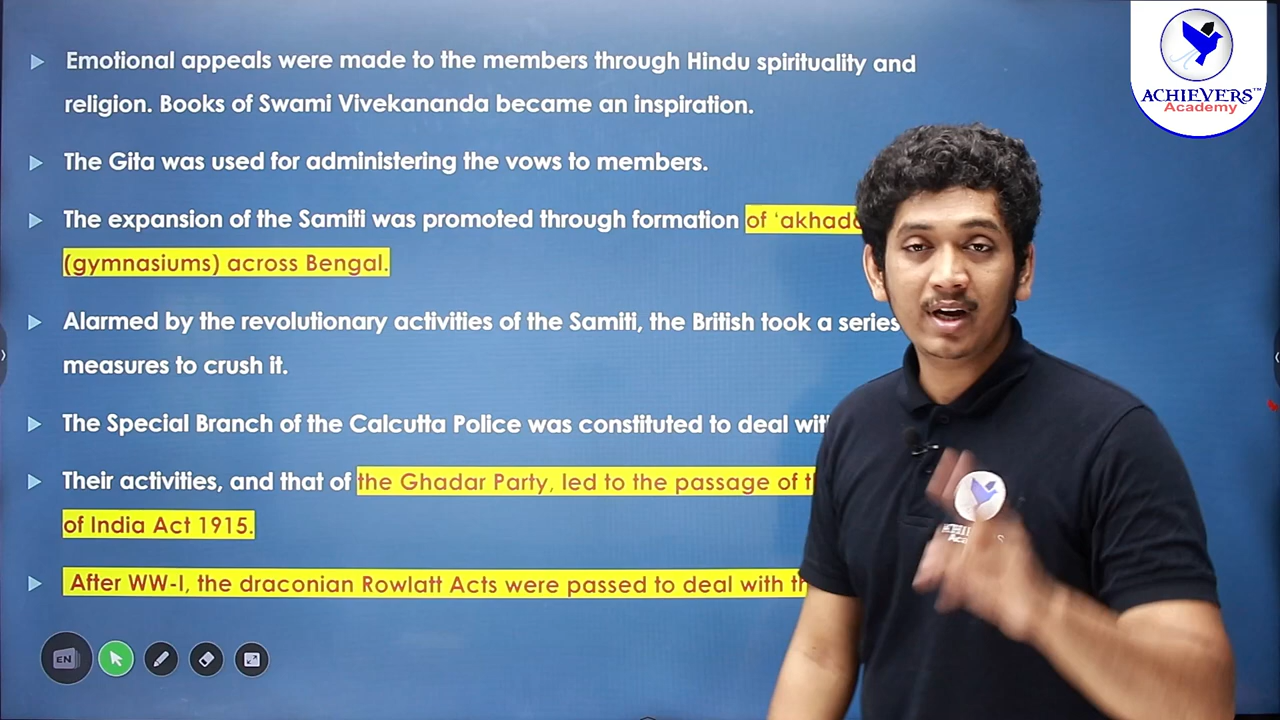 Emotional appeals were made to the members through Hindu spirituality and
religion. Books of Swami Vivekananda became an inspiration.
The Gita was used for administering the vows to members.
The expansion of the Samiti was promoted through formation of ‘akhada
(gymnasiums) across Bengal.
Alarmed by the revolutionary activities of the Samiti, the British took a series
measures to crush it.
The Special Branch of the Calcutta Police was constituted to deal with
Their activities, and that of the Ghadar Party, led to the passage of
of India Act 1915.
After WW-I, the draconian Rowlatt Acts were passed to deal with
EN
ACHIEVERS™
Academy